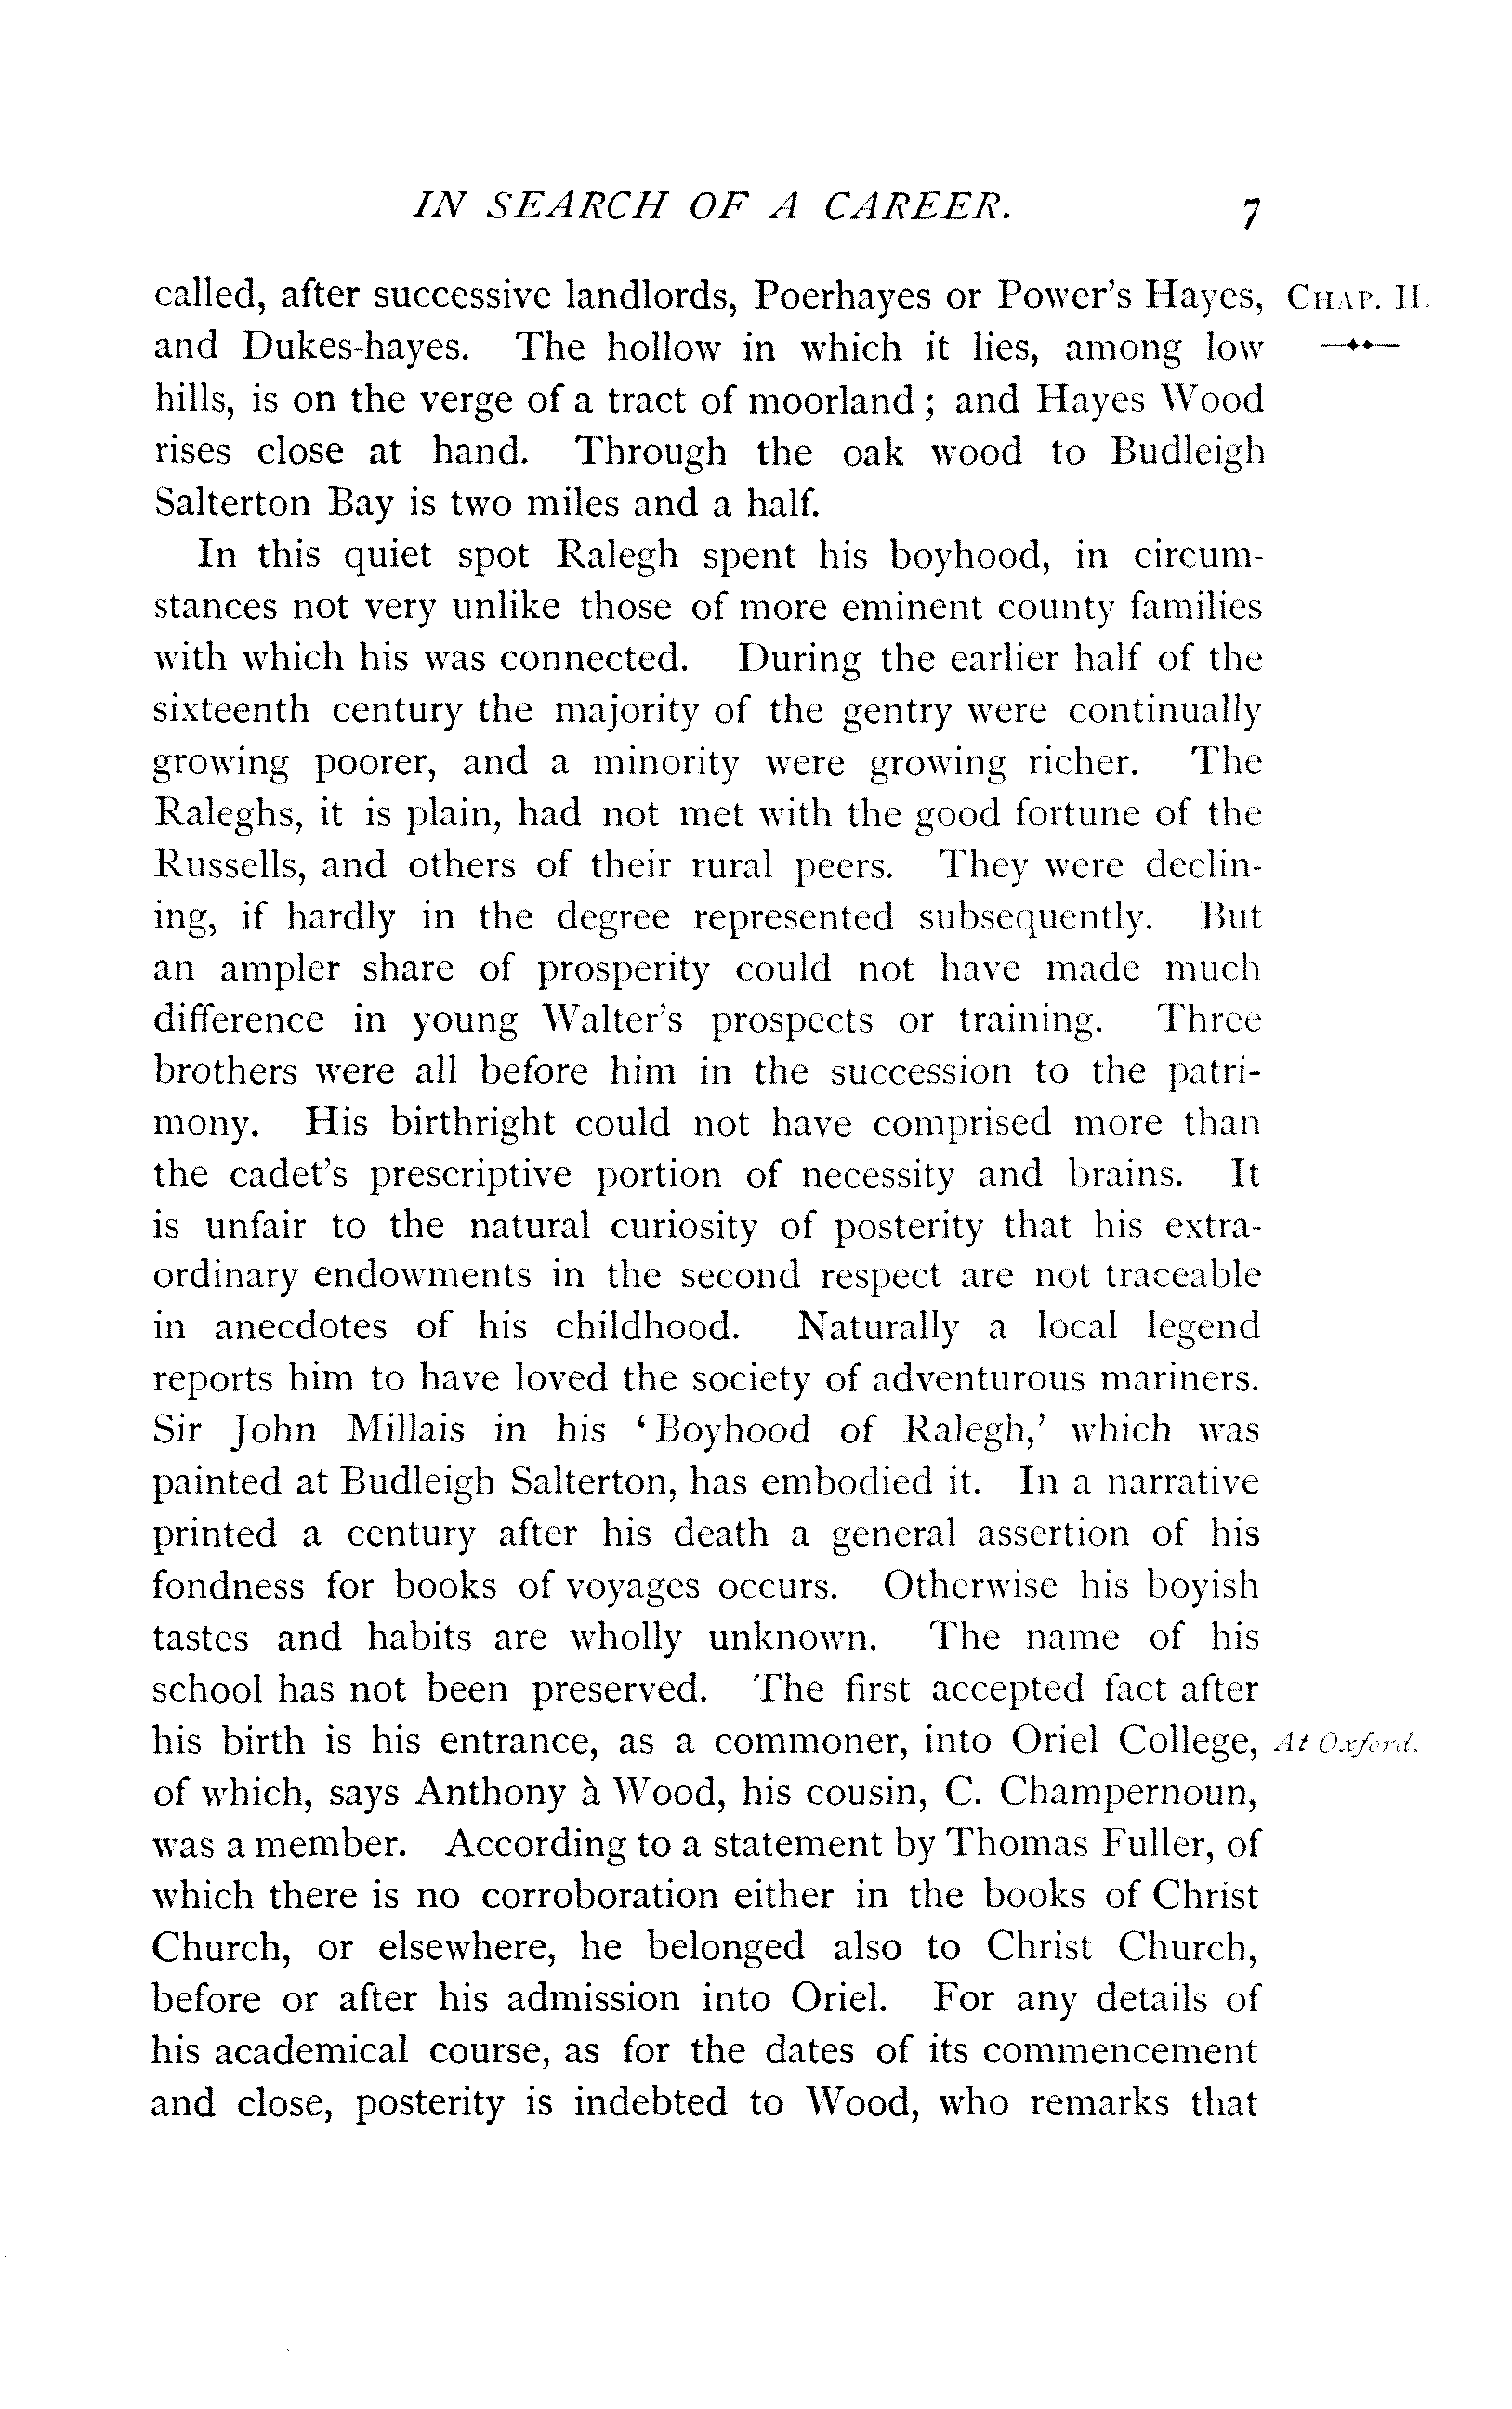 IN SEARCH OF A CAREER. 7
called, after successive landlords, Poerhayes or Power's Hayes, CHAP. II.
and Dukes-hayes. The hollow in which it lies, among low
hills, is on the verge of a tract of moorland ; and Hayes Wood
rises close at hand. Through the oak wood to Budleigh
Salterton Bay is two miles and a half.
In this quiet spot Ralegh spent his boyhood, in circum-
stances not very unlike those of more eminent county families
with which his was connected. During the earlier half of the
sixteenth century the majority of the gentry were continually
growing poorer, and a minority were growing richer. The
Raleghs, it is plain, had not met with the good fortune of the
Russells, and others of their rural peers. They were declin-
ing, if hardly in the degree represented subsequently. But
an ampler share of prosperity could not have made much
difference in young Walter's prospects or training. Three
brothers were all before him in the succession to the patri-
mony. His birthright could not have comprised more than
the cadet's prescriptive portion of necessity and brains. It
is unfair to the natural curiosity of posterity that his extra-
ordinary endowments in the second respect are not traceable
in anecdotes of his childhood. Naturally a local legend
reports him to have loved the society of adventurous mariners.
Sir John Millais in his ‘Boyhood of Ralegh,’ which was
painted at Budleigh Salterton, has embodied it. In a narrative
printed a century after his death a general assertion of his
fondness for books of voyages occurs. Otherwise his boyish
tastes and habits are wholly unknown. The name of his
school has not been preserved. The first accepted fact after
his birth is his entrance, as a commoner, into Oriel College, At Oxford.
of which, says Anthony à Wood, his cousin, C. Champernoun,
was a member. According to a statement by Thomas Fuller, of
which there is no corroboration either in the books of Christ
Church, or elsewhere, he belonged also to Christ Church,
before or after his admission into Oriel. For any details of
his academical course, as for the dates of its commencement
and close, posterity is indebted to Wood, who remarks that